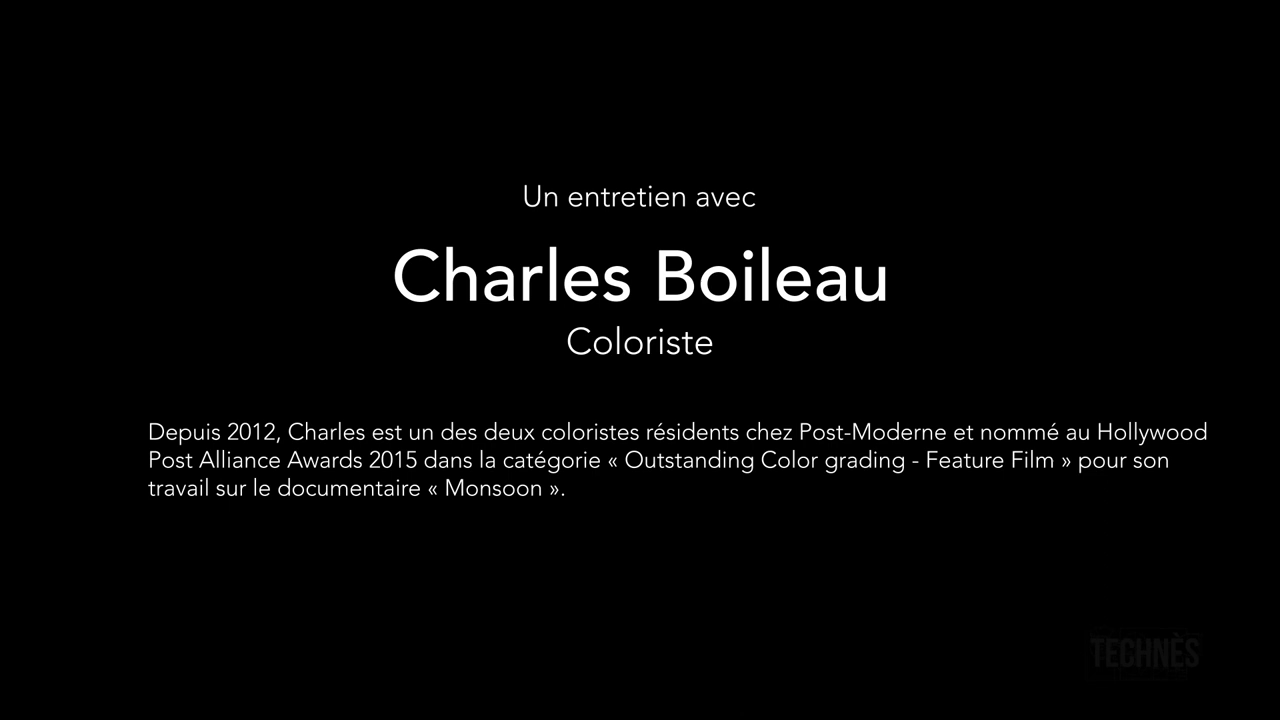 Un entretien avec
Charles Boileau
Coloriste
Depuis 2012, Charles est un des deux coloristes résidents chez Post-Moderne et nommé au Hollywood
Post Alliance Awards 2015 dans la catégorie « Outstanding Color grading - Feature Film » pour son
travail sur le documentaire « Monsoon ».
TECHNÈS